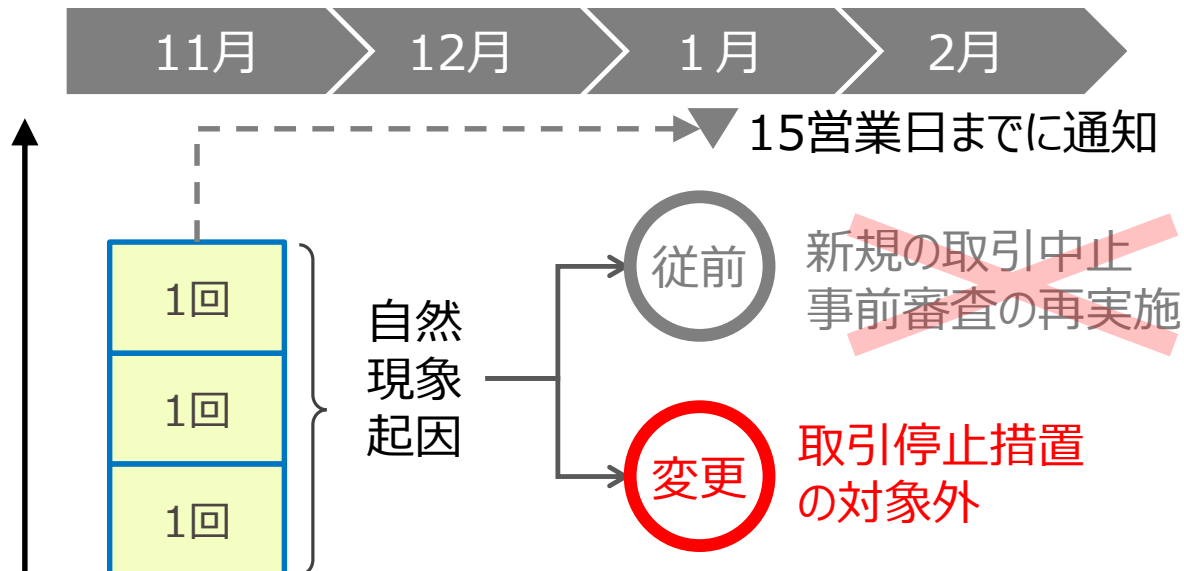 11月
12月
1月
2月
15営業日までに通知
1回
1回
1回
自然
現象
起因
従前
新規の取引中止
事前審査の再実施
変更
取引停止措置
の対象外